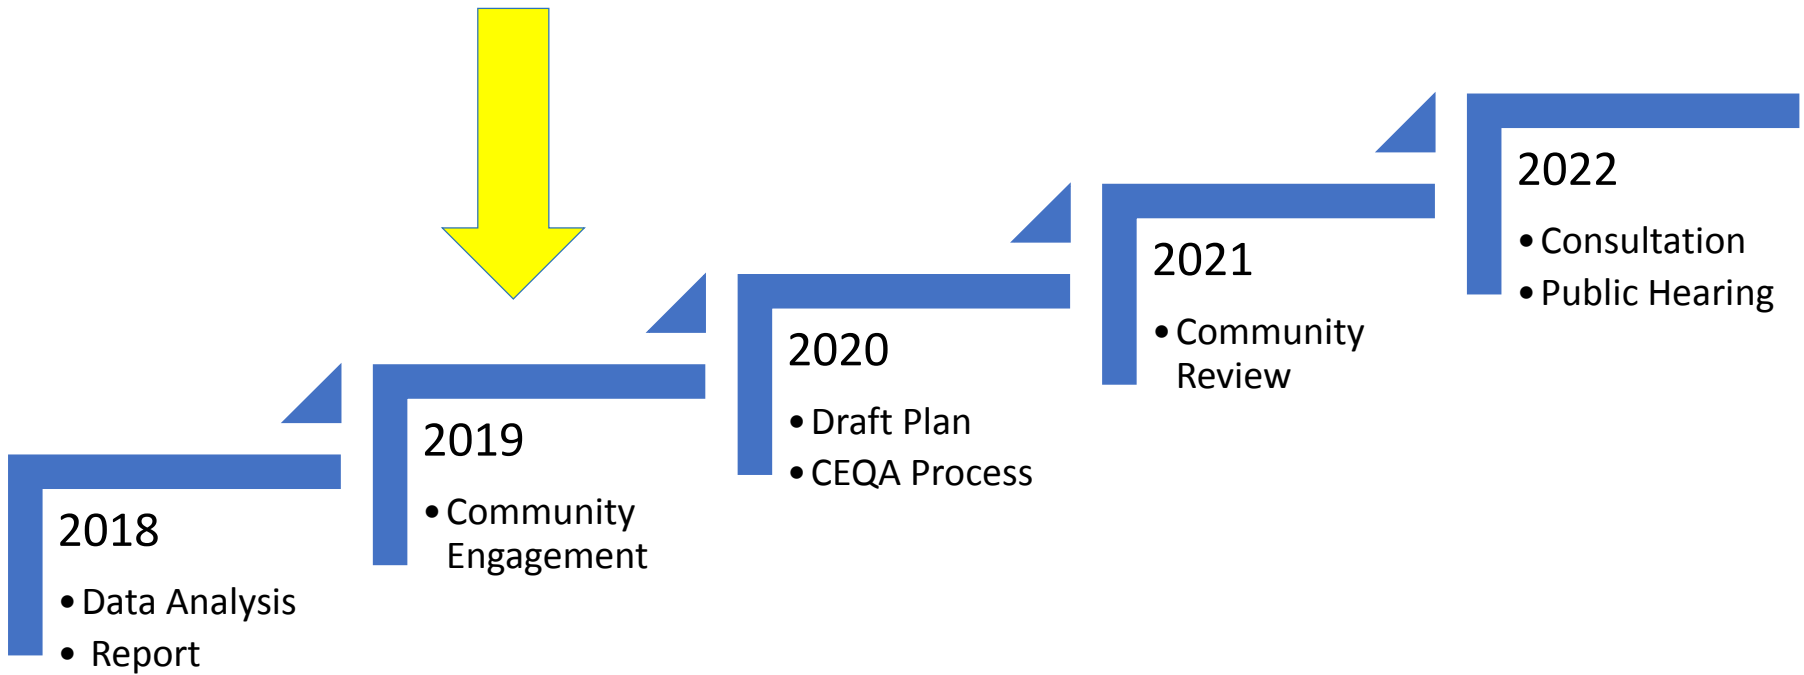 2018
• Data Analysis
• Report
2019
• Community
Engagement
2020
• Draft Plan
• CEQA Process
2021
• Community
Review
2022
• Consultation
• Public Hearing